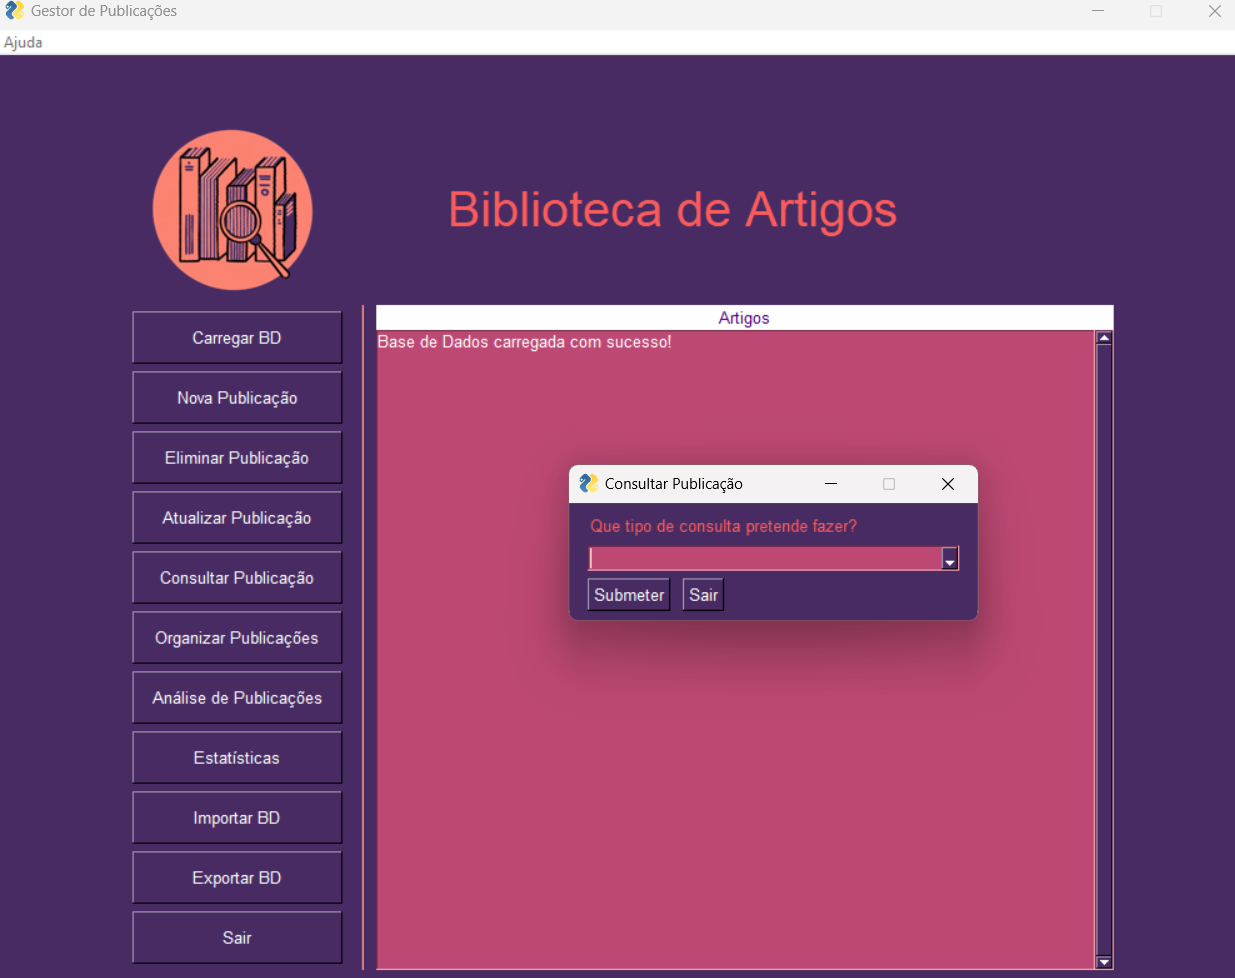 Gestor de Publicações
Ajuda
Biblioteca de Artigos
Carregar BD
Nova Publicação
Eliminar Publicação
Atualizar Publicação
Consultar Publicação
Organizar Publicações
Análise de Publicações
Estatísticas
Importar BD
Exportar BD
Sair
Artigos
Base de Dados carregada com sucesso!
Consultar Publicação
Que tipo de consulta pretende fazer?
Submeter Sair